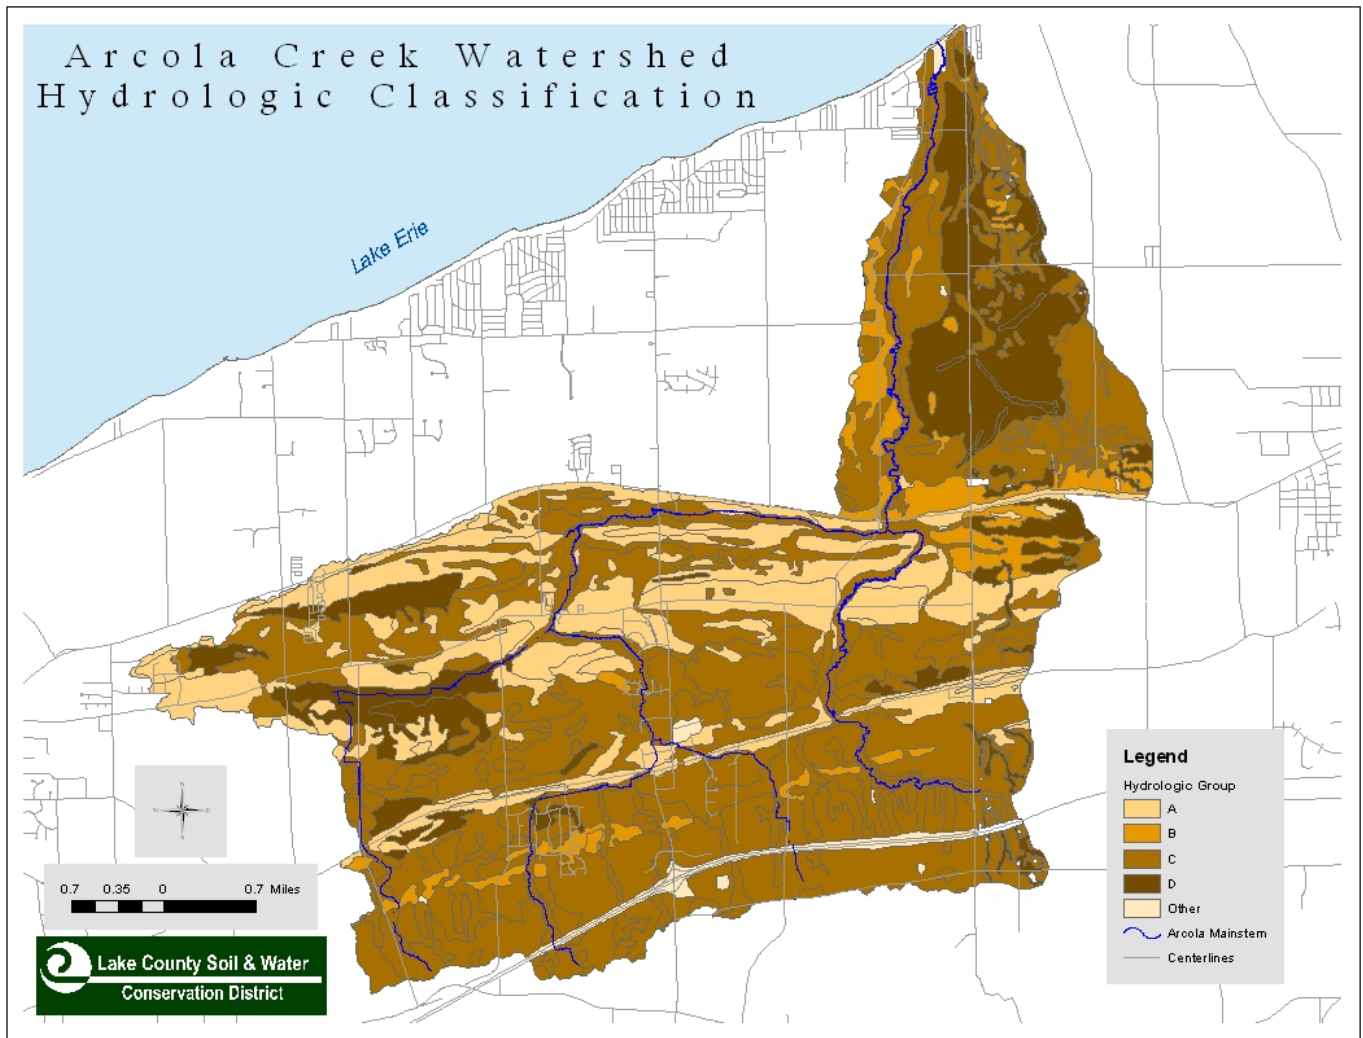 Arcola Creek Watershed
Hydrologic Classification
Lake Erie
Legend
Hydrologic Group
A
B
C
D
Other
Arcola Mainstem
Centerlines
N
W
E
S
0.7 0.35 0 0.7 Miles
Lake County Soil & Water
Conservation District